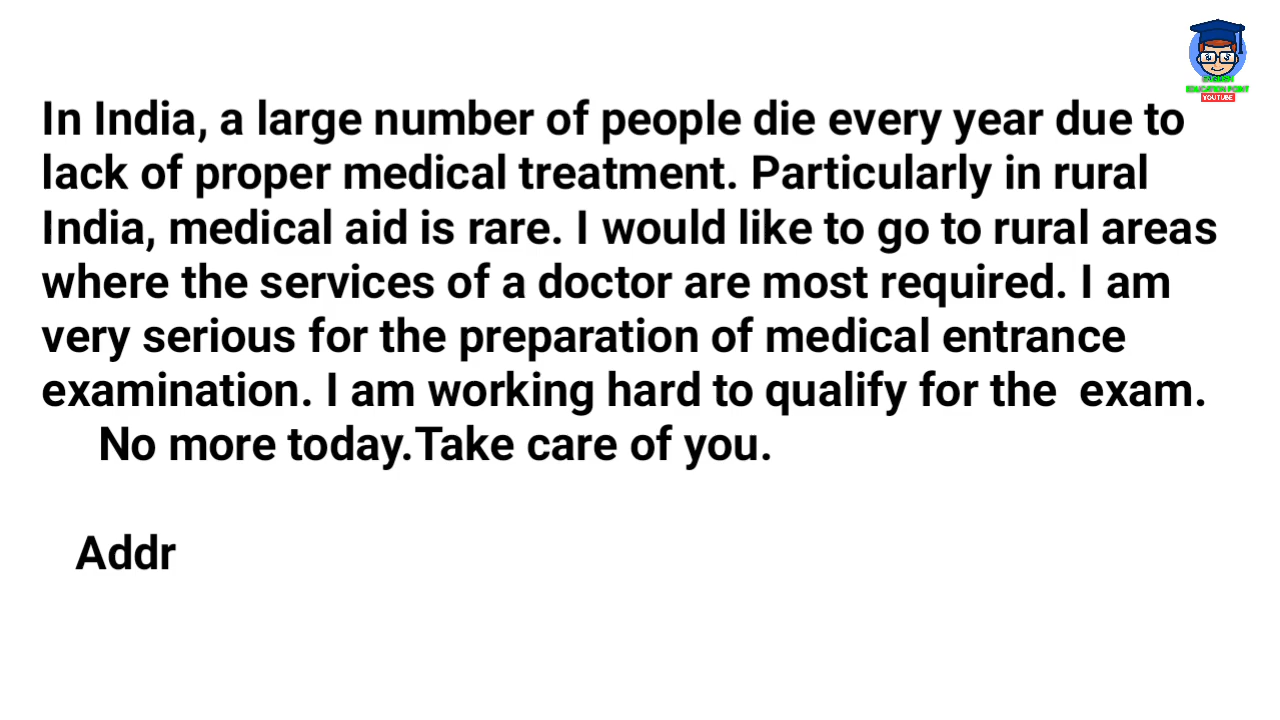 In India, a large number of people die every year due to
lack of proper medical treatment. Particularly in rural
India, medical aid is rare. I would like to go to rural areas
where the services of a doctor are most required. I am
very serious for the preparation of medical entrance
examination. I am working hard to qualify for the  exam.
No more today.Take care of you.
Addr
EDUCATION POINT
YOUTUBE